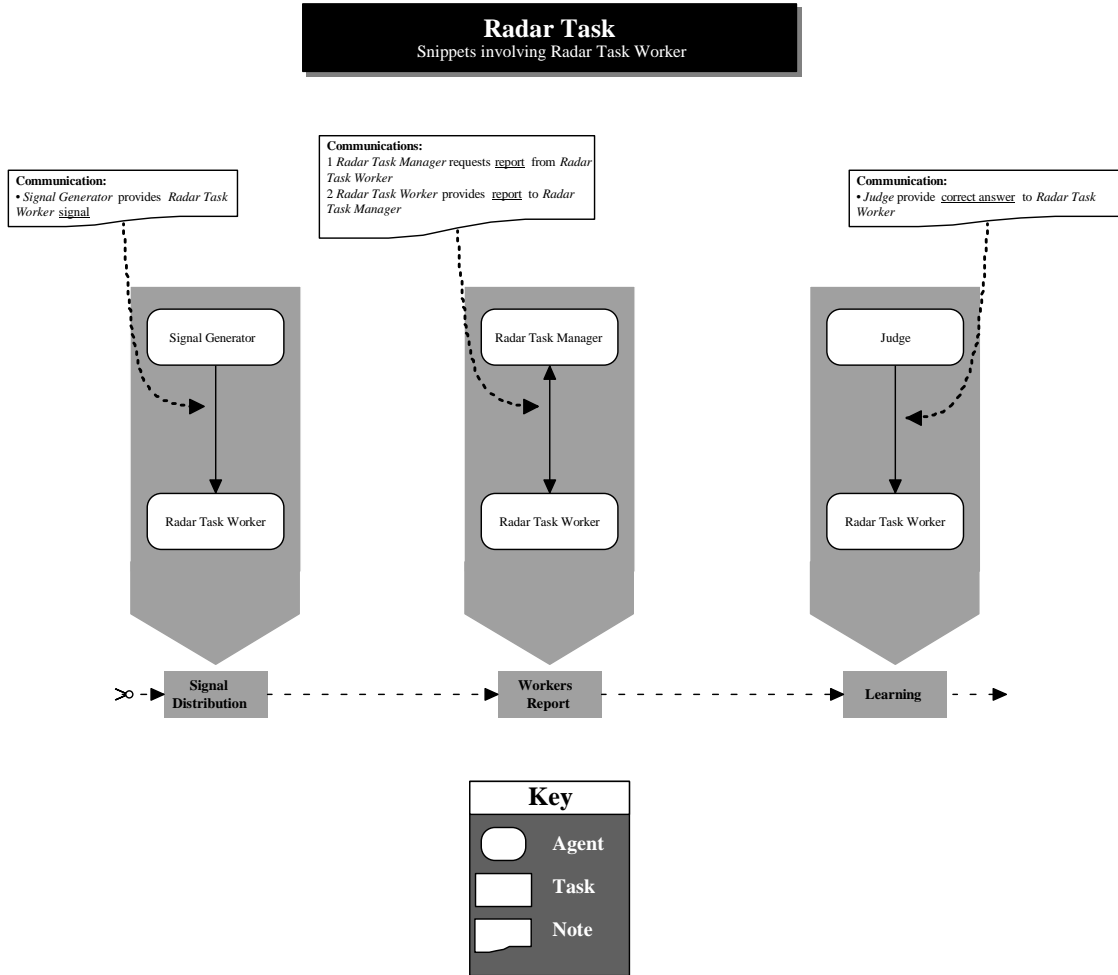 Radar Task
Snippets involving Radar Task Worker
Communication:
• Signal Generator provides Radar Task
Worker signal
Communications:
1 Radar Task Manager requests report from Radar
Task Worker
2 Radar Task Worker provides report to Radar
Task Manager
Communication:
• Judge provide correct answer to Radar Task
Worker
Signal Generator
Radar Task Manager
Judge
Radar Task Worker
Radar Task Worker
Radar Task Worker
Signal
Distribution
Workers
Report
Learning
Key
Agent
Task
Note